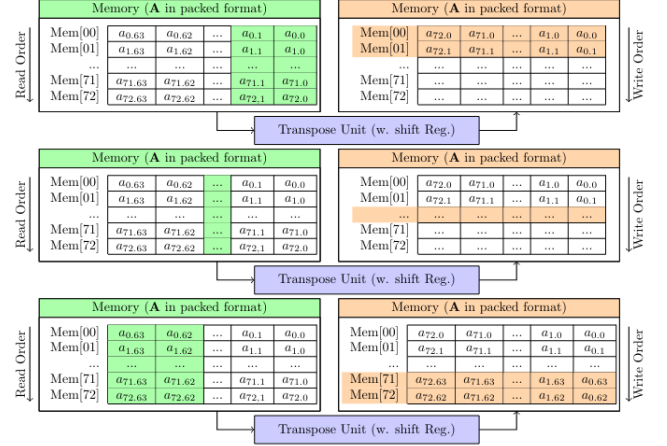 Memory (A in packed format)
Read Order
Mem[00] a0.63 a0.62 ... a0.1 a0.0
Mem[01] a1.63 a1.62 ... a1.1 a1.0
... ... ... ... ... ...
Mem[71] a71.63 a71.62 ... a71.1 a71.0
Mem[72] a72.63 a72.62 ... a72,1 a72.0
Memory (A in packed format)
Mem[00] a72.0 a71.0 ... a1.0 a0.0
Mem[01] a72.1 a71.1 ... a1.1 a0.1
... ... ... ... ... ...
Mem[71] ... ... ... ... ...
Mem[72] ... ... ... ... ...
Write Order
Transpose Unit (w. shift Reg.)
Memory (A in packed format)
Read Order
Mem[00] a0.63 a0.62 ... a0.1 a0.0
Mem[01] a1.63 a1.62 ... a1.1 a1.0
... ... ... ... ... ...
Mem[71] a71.63 a71.62 ... a71.1 a71.0
Mem[72] a72.63 a72.62 ... a72,1 a72.0
Memory (A in packed format)
Mem[00] a72.0 a71.0 ... a1.0 a0.0
Mem[01] a72.1 a71.1 ... a1.1 a0.1
... ... ... ... ... ...
Mem[71] ... ... ... ... ...
Mem[72] ... ... ... ... ...
Write Order
Transpose Unit (w. shift Reg.)
Memory (A in packed format)
Read Order
Mem[00] a0.63 a0.62 ... a0.1 a0.0
Mem[01] a1.63 a1.62 ... a1.1 a1.0
... ... ... ... ... ...
Mem[71] a71.63 a71.62 ... a71.1 a71.0
Mem[72] a72.63 a72.62 ... a72,1 a72.0
Memory (A in packed format)
Mem[00] a72.0 a71.0 ... a1.0 a0.0
Mem[01] a72.1 a71.1 ... a1.1 a0.1
... ... ... ... ... ...
Mem[71] a72.63 a71.63 ... a1.63 a0.63
Mem[72] a72.62 a71.62 ... a1.62 a0.62
Write Order
Transpose Unit (w. shift Reg.)